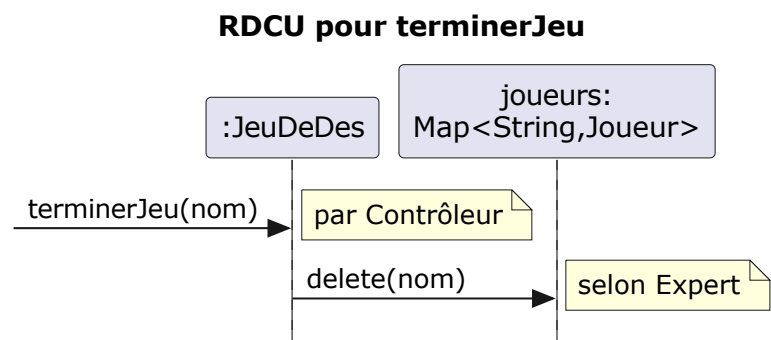 RDCU pour terminerJeu
:JeuDeDes
joueurs:
Map<String,Joueur>
terminerJeu(nom)
par Contrôleur
delete(nom)
selon Expert